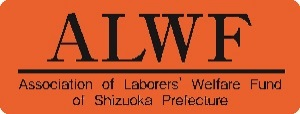 ALWF
Association of Laborers' Welfare Fund
of Shizuoka Prefecture